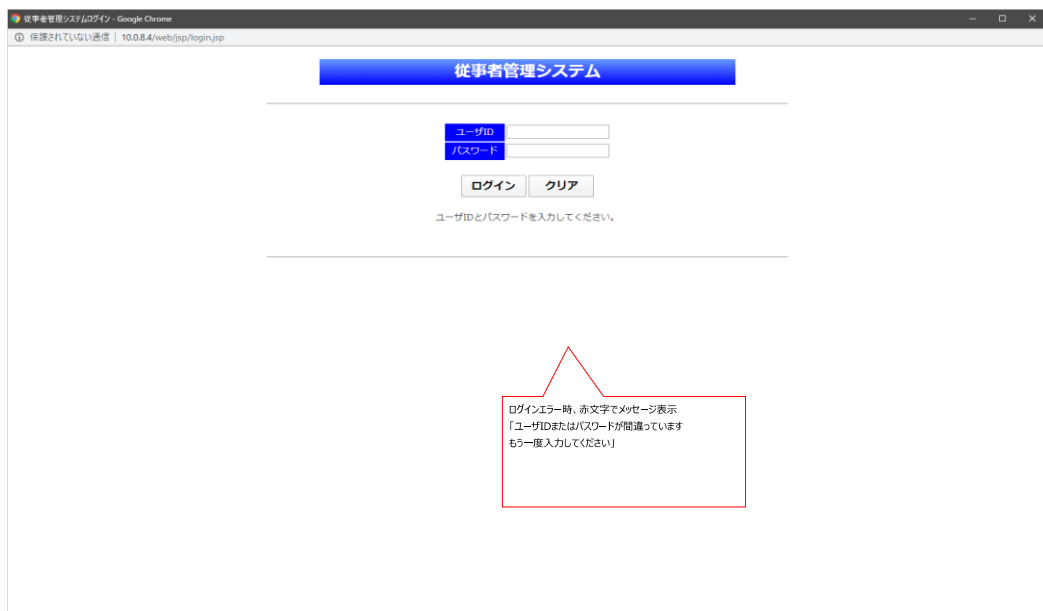 従事者管理システムログイン - Google Chrome
保護されていない通信 | 10.0.8.4/web/jsp/login.jsp
従事者管理システム
ユーザID
パスワード
ログイン クリア
ユーザIDとパスワードを入力してください。
ログインエラー時、赤文字でメッセージ表示
「ユーザIDまたはパスワードが間違っています
もう一度入力してください」